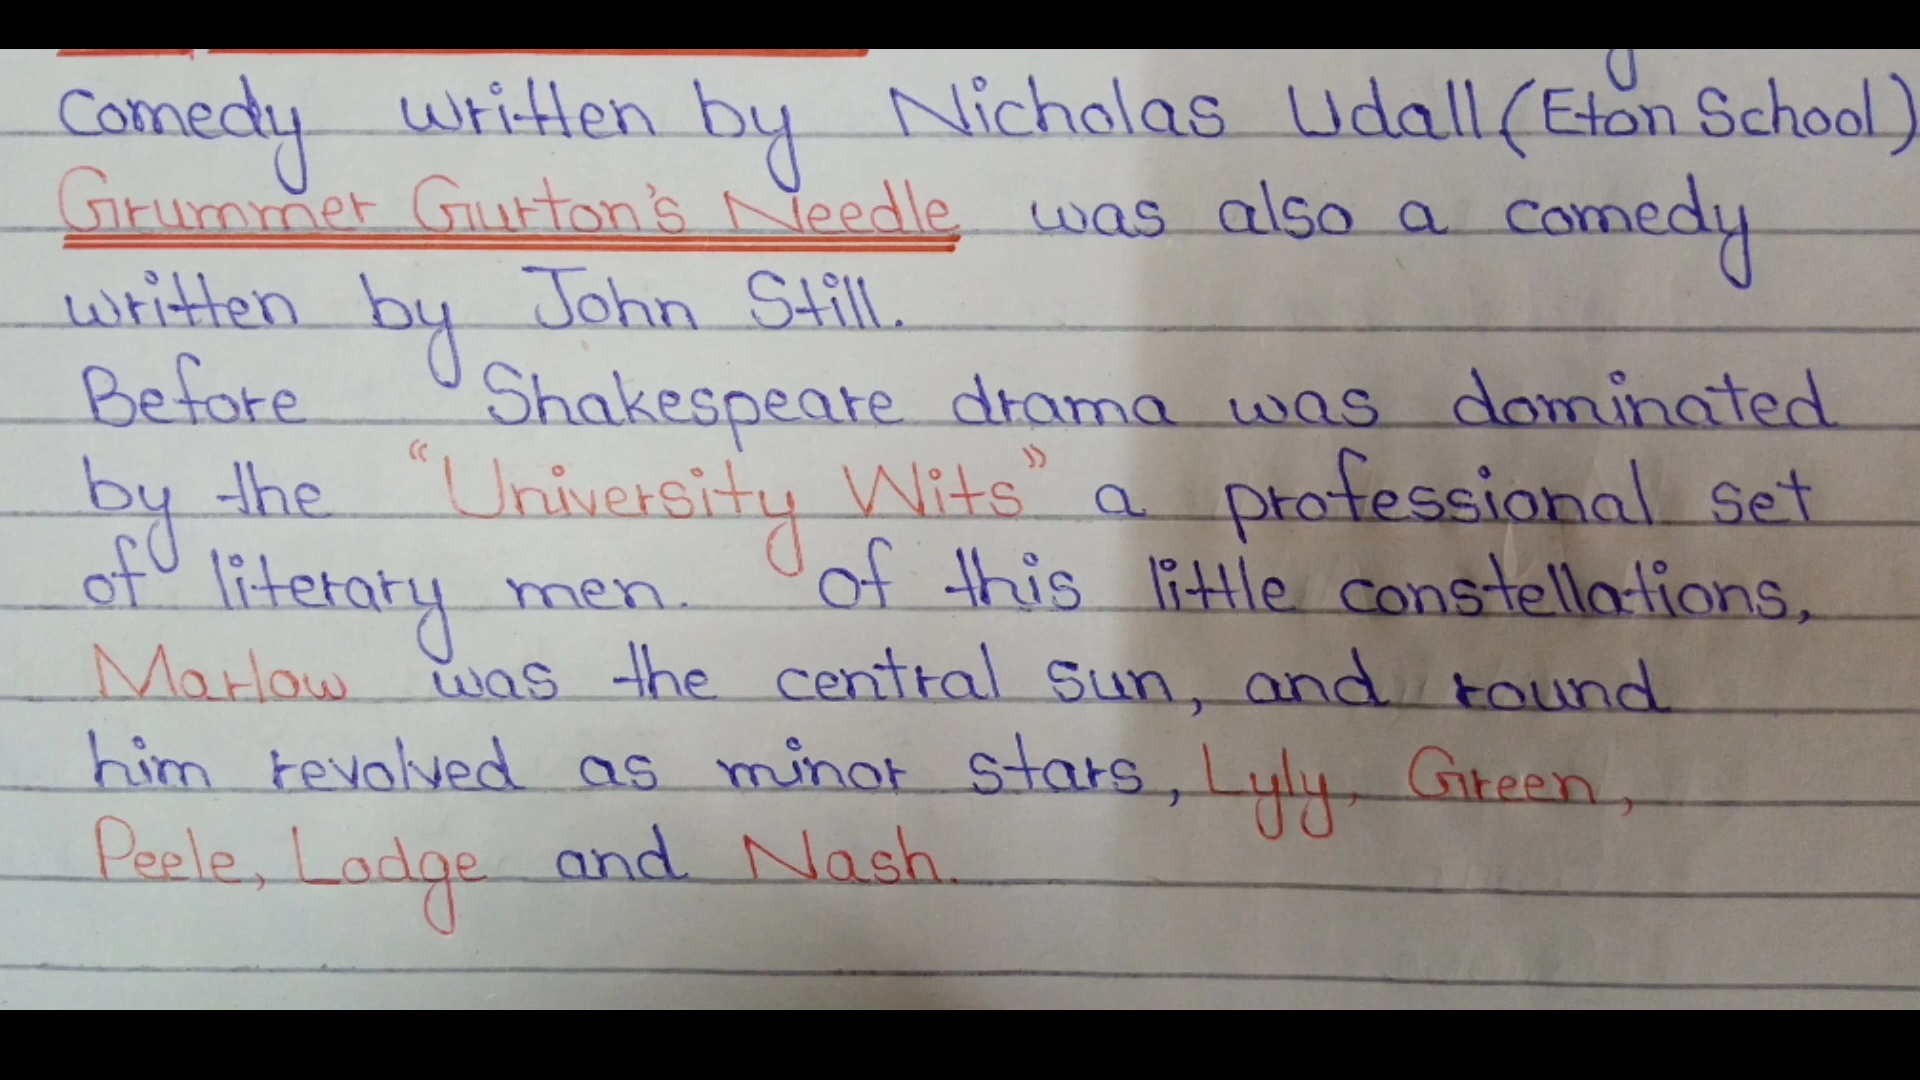 Comedy written by Nicholas Udall (Eton School)
Grummer Gurton's Needle was also a comedy
written by John Still.
Before Shakespeare drama was dominated
by the "University Wits" a professional set
of literary men. of this little constellations,
Marlow was the central sun, and round
him revolved as minor stars, Lyly, Green,
Peele, Lodge and Nash.